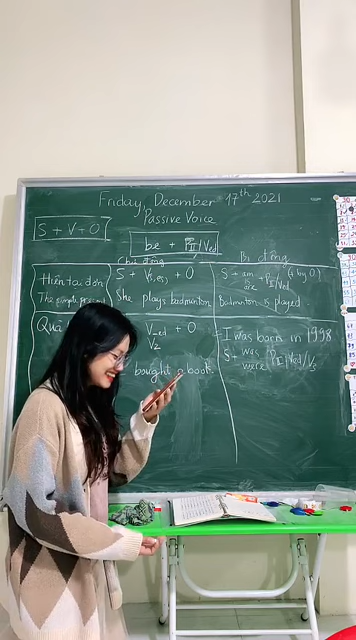 Friday, December 17th 2021
Passive Voice
S + V + O
be + PII/Ved
Chủ động
Bị động
Hiện tại đơn
The simple present
S + Vs,es + O
She plays badminton
S + am is are + PII/Ved (+ by O)
Badminton is played
Quá
Ved + O
V2
bought a book.
I was born in 1998
S + was were PII/Ved/V3